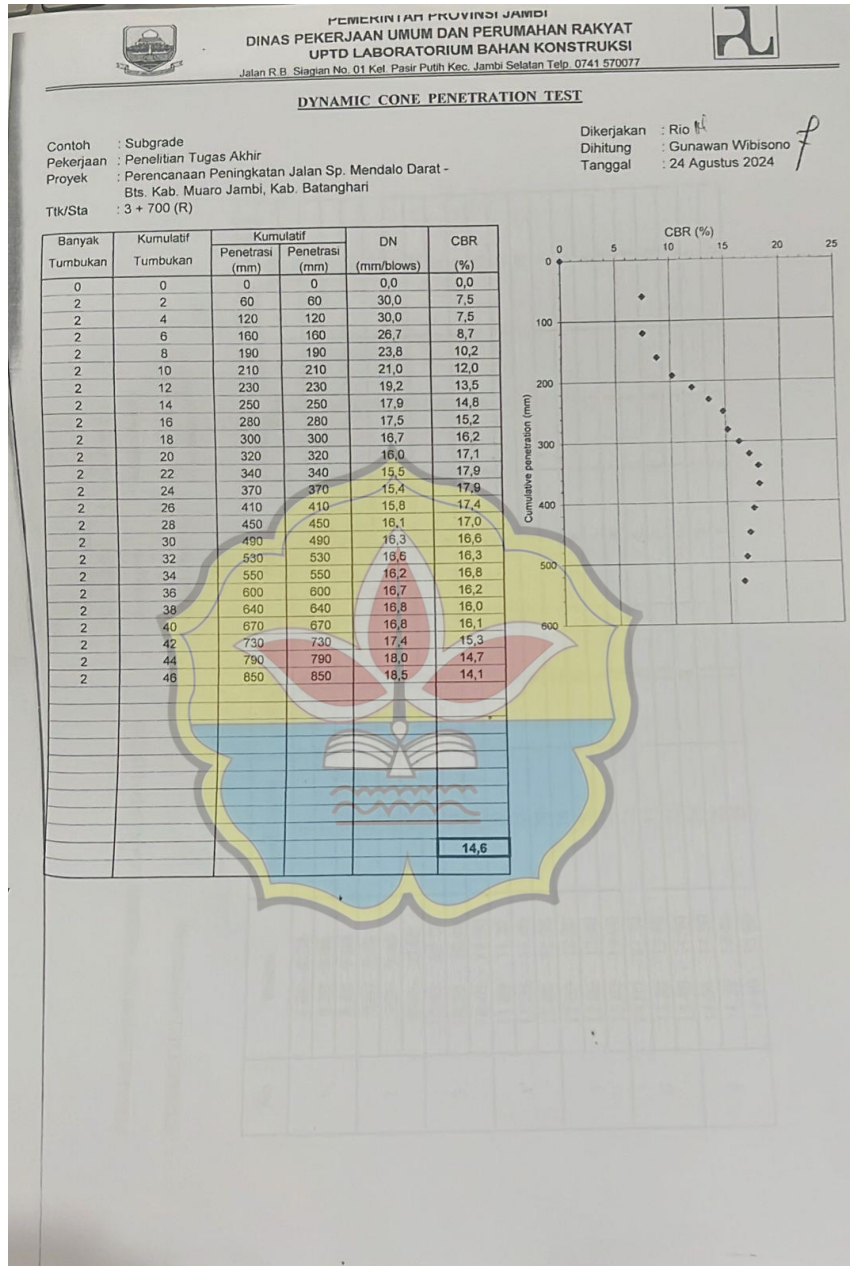 PEMERINTAH PROVINSI JAMBI
DINAS PEKERJAAN UMUM DAN PERUMAHAN RAKYAT
UPTD LABORATORIUM BAHAN KONSTRUKSI
Jalan R.B. Siagian No. 01 Kel. Pasir Putih Kec. Jambi Selatan Telp. 0741 570077
DYNAMIC CONE PENETRATION TEST
Contoh : Subgrade
Pekerjaan : Penelitian Tugas Akhir
Proyek : Perencanaan Peningkatan Jalan Sp. Mendalo Darat -
Bts. Kab. Muaro Jambi, Kab. Batanghari
Ttk/Sta : 3 + 700 (R)
Dikerjakan : Rio
Dihitung : Gunawan Wibisono
Tanggal : 24 Agustus 2024
Banyak Kumulatif Kumulatif DN CBR
Tumbukan Tumbukan Penetrasi Penetrasi (mm/blows) (%)
(mm) (mm)
0 0 0 0 0,0 0,0
2 2 60 60 30,0 7,5
2 4 120 120 30,0 7,5
2 6 160 160 26,7 8,7
2 8 190 190 23,8 10,2
2 10 210 210 21,0 12,0
2 12 230 230 19,2 13,5
2 14 250 250 17,9 14,8
2 16 280 280 17,5 15,2
2 18 300 300 16,7 16,2
2 20 320 320 16,0 17,1
2 22 340 340 15,5 17,9
2 24 370 370 15,4 17,9
2 26 410 410 15,8 17,4
2 28 450 450 16,1 17,0
2 30 490 490 16,3 16,6
2 32 530 530 16,6 16,3
2 34 550 550 16,2 16,8
2 36 600 600 16,7 16,2
2 38 640 640 16,8 16,0
2 40 670 670 16,8 16,1
2 42 730 730 17,4 15,3
2 44 790 790 18,0 14,7
2 46 850 850 18,5 14,1
14,6
CBR (%)
0 5 10 15 20 25
Cumulative penetration (mm)
0
100
200
300
400
500
600